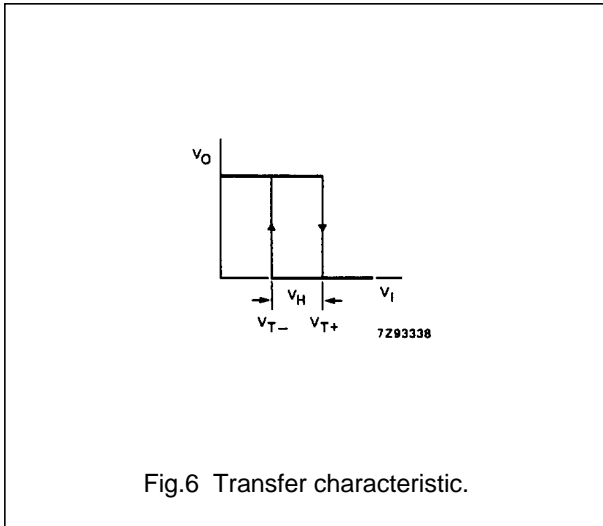 VO
VH
VI
VT−
VT+
7Z93338
Fig.6 Transfer characteristic.